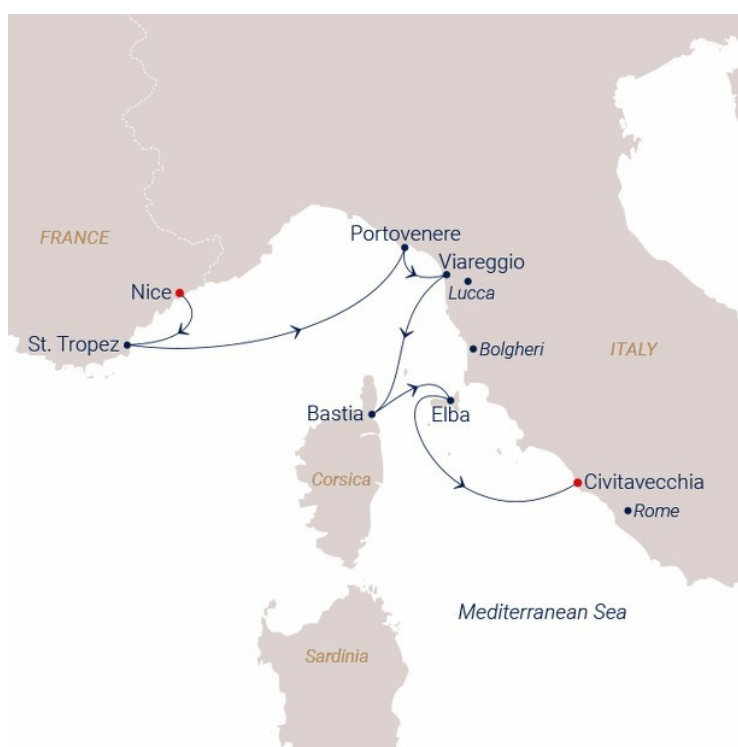 Portovenere
FRANCE
Viareggio
Nice
Lucca
St. Tropez
Bolgheri
ITALY
Bastia
Elba
Corsica
Civitavecchia
Rome
Mediterranean Sea
Sardinia